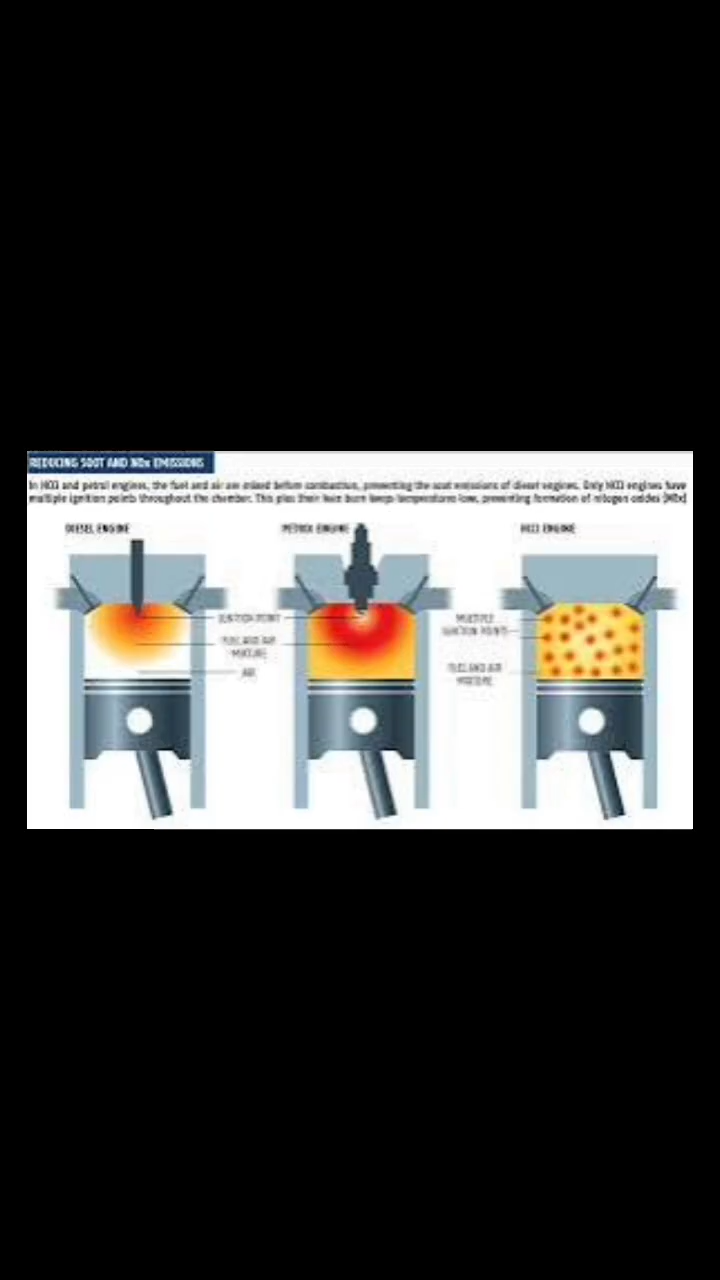 REDUCING SOOT AND NOx EMISSIONS
In HCCI and petrol engines, the fuel and air are mixed before combustion, preventing the soot emissions of diesel engines. Only HCCI engines have
multiple ignition points throughout the chamber. This plus their lean burn keeps temperatures low, preventing formation of nitrogen oxides (NOx)
DIESEL ENGINE
PETROL ENGINE
HCCI ENGINE
IGNITION POINT
FUEL AND AIR
MIXTURE
AIR
MULTIPLE
IGNITION POINTS
FUEL AND AIR
MIXTURE